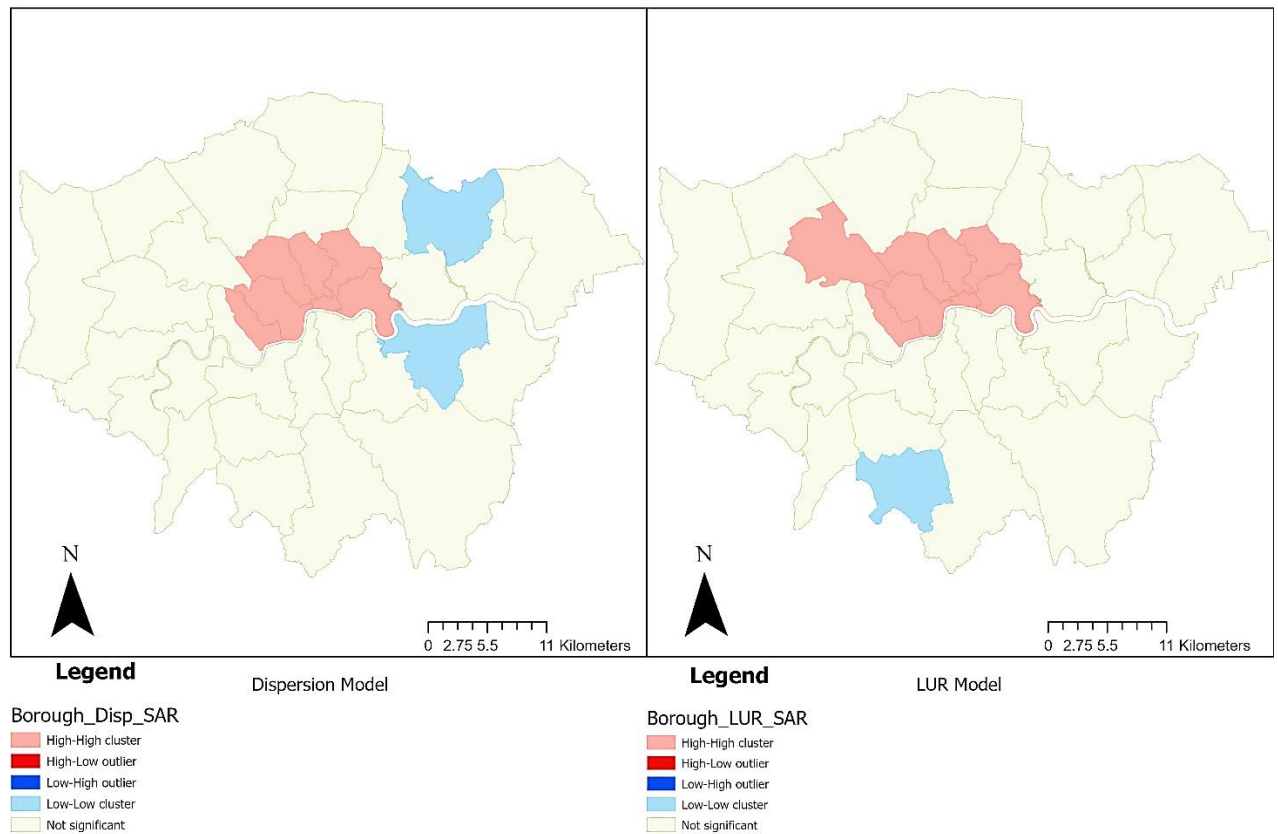 N
0 2.75 5.5 11 Kilometers
Legend
Dispersion Model
Borough_Disp_SAR
High-High cluster
High-Low outlier
Low-High outlier
Low-Low cluster
Not significant
N
0 2.75 5.5 11 Kilometers
Legend
LUR Model
Borough_LUR_SAR
High-High cluster
High-Low outlier
Low-High outlier
Low-Low cluster
Not significant